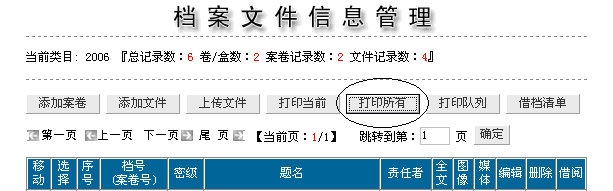 档案文件信息管理
当前类目: 2006 『总记录数：6 卷/盒数：2 案卷记录数：2 文件记录数：4』
添加案卷 添加文件 上传文件 打印当前 打印所有 打印队列 借档清单
第一页 上一页 下一页 尾 页 【当前页：1/1】 跳转到第： 1 页 确定
移动 选择 序号 档号(案卷号) 密级 题名 责任者 全文 图像 媒体 编辑 删除 借阅